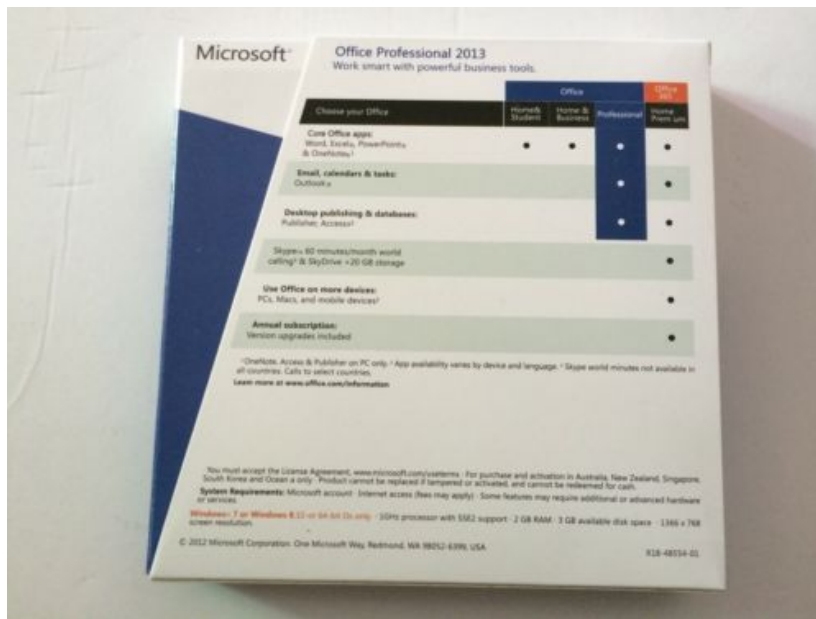 Microsoft
Office Professional 2013
Work smart with powerful business tools.
Office
Office
365
Choose your Office
Home&
Student
Home &
Business
Professional
Home
Prem um
Core Office apps:
Word, Excel, PowerPoint,
& OneNote
Email, calendars & tasks:
Outlook
Desktop publishing & databases:
Publisher, Access
Skype 60 minutes/month world
calling & SkyDrive +20 GB storage
Use Office on more devices:
PCs, Macs, and mobile devices
Annual subscription:
Version upgrades included
OneNote, Access & Publisher on PC only. ² App availability varies by device and language. ³ Skype world minutes not available in
all countries. Calls to select countries.
Learn more at www.office.com/information
You must accept the License Agreement, www.microsoft.com/useterms · For purchase and activation in Australia, New Zealand, Singapore,
South Korea and Ocean a only · Product cannot be replaced if tampered or activated, and cannot be redeemed for cash.
System Requirements: Microsoft account · Internet access (fees may apply) · Some features may require additional or advanced hardware
or services
Windows 7 or Windows 8 32 or 64 bit Os only · 1GHz processor with SSE2 support · 2 GB RAM · 3 GB available disk space · 1366 x 768
screen resolution.
© 2012 Microsoft Corporation. One Microsoft Way, Redmond, WA 98052-6399, USA
X18-48554-01